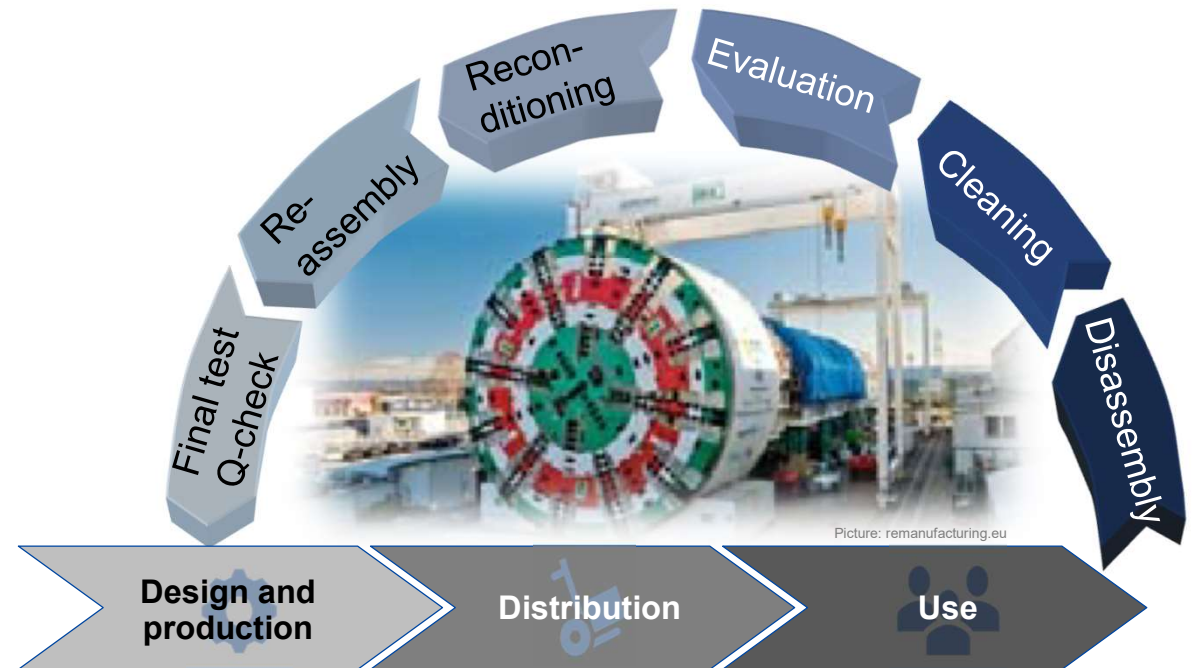 Recon-
ditioning
Evaluation
Re-
assembly
Cleaning
Final test
Q-check
Disassembly
Picture: remanufacturing.eu
Design and
production
Distribution
Use